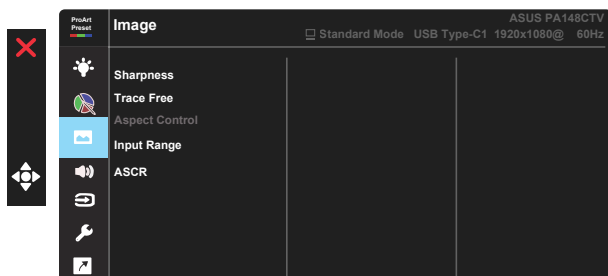 ProArt
Preset
Image
ASUS PA148CTV
Standard Mode USB Type-C1 1920x1080@ 60Hz
Sharpness
Trace Free
Aspect Control
Input Range
ASCR